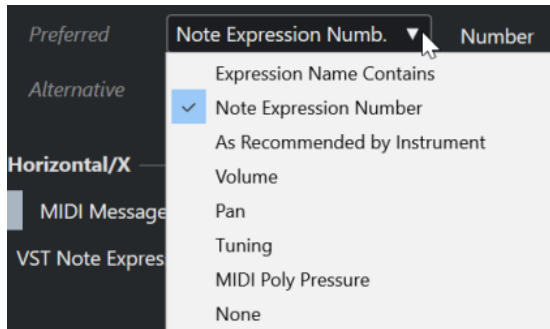 Preferred Note Expression Numb. Number
Expression Name Contains
Alternative
Note Expression Number
As Recommended by Instrument
Horizontal/X
Volume
MIDI Message
Pan
Tuning
VST Note Expres
MIDI Poly Pressure
None